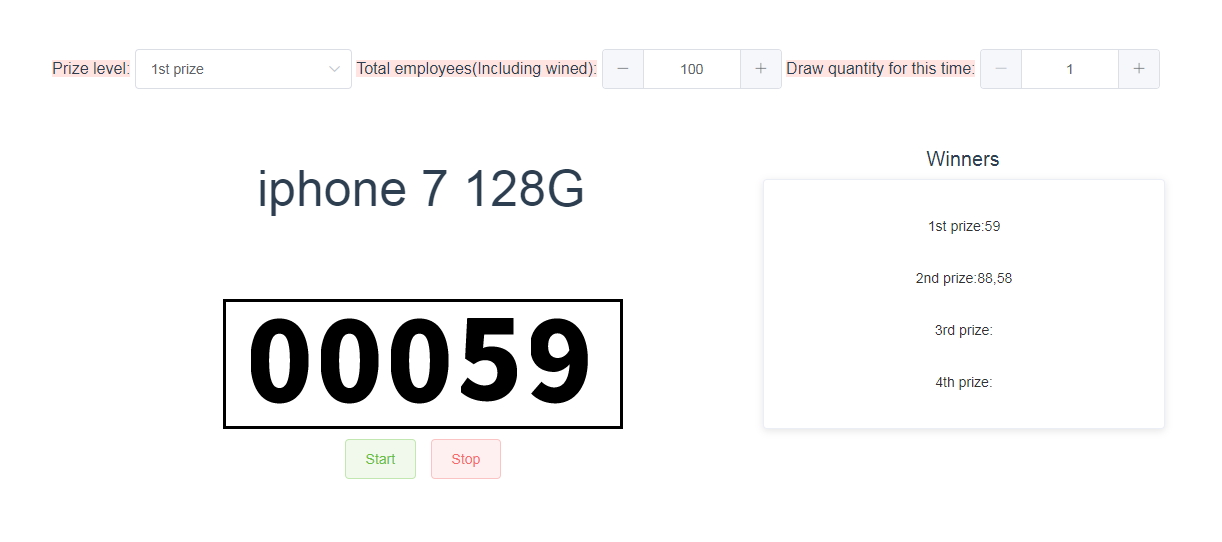 Prize level: 1st prize Total employees(Including wined): − 100 + Draw quantity for this time: − 1 +
iphone 7 128G
00059
Start Stop
Winners
1st prize:59
2nd prize:88,58
3rd prize:
4th prize: